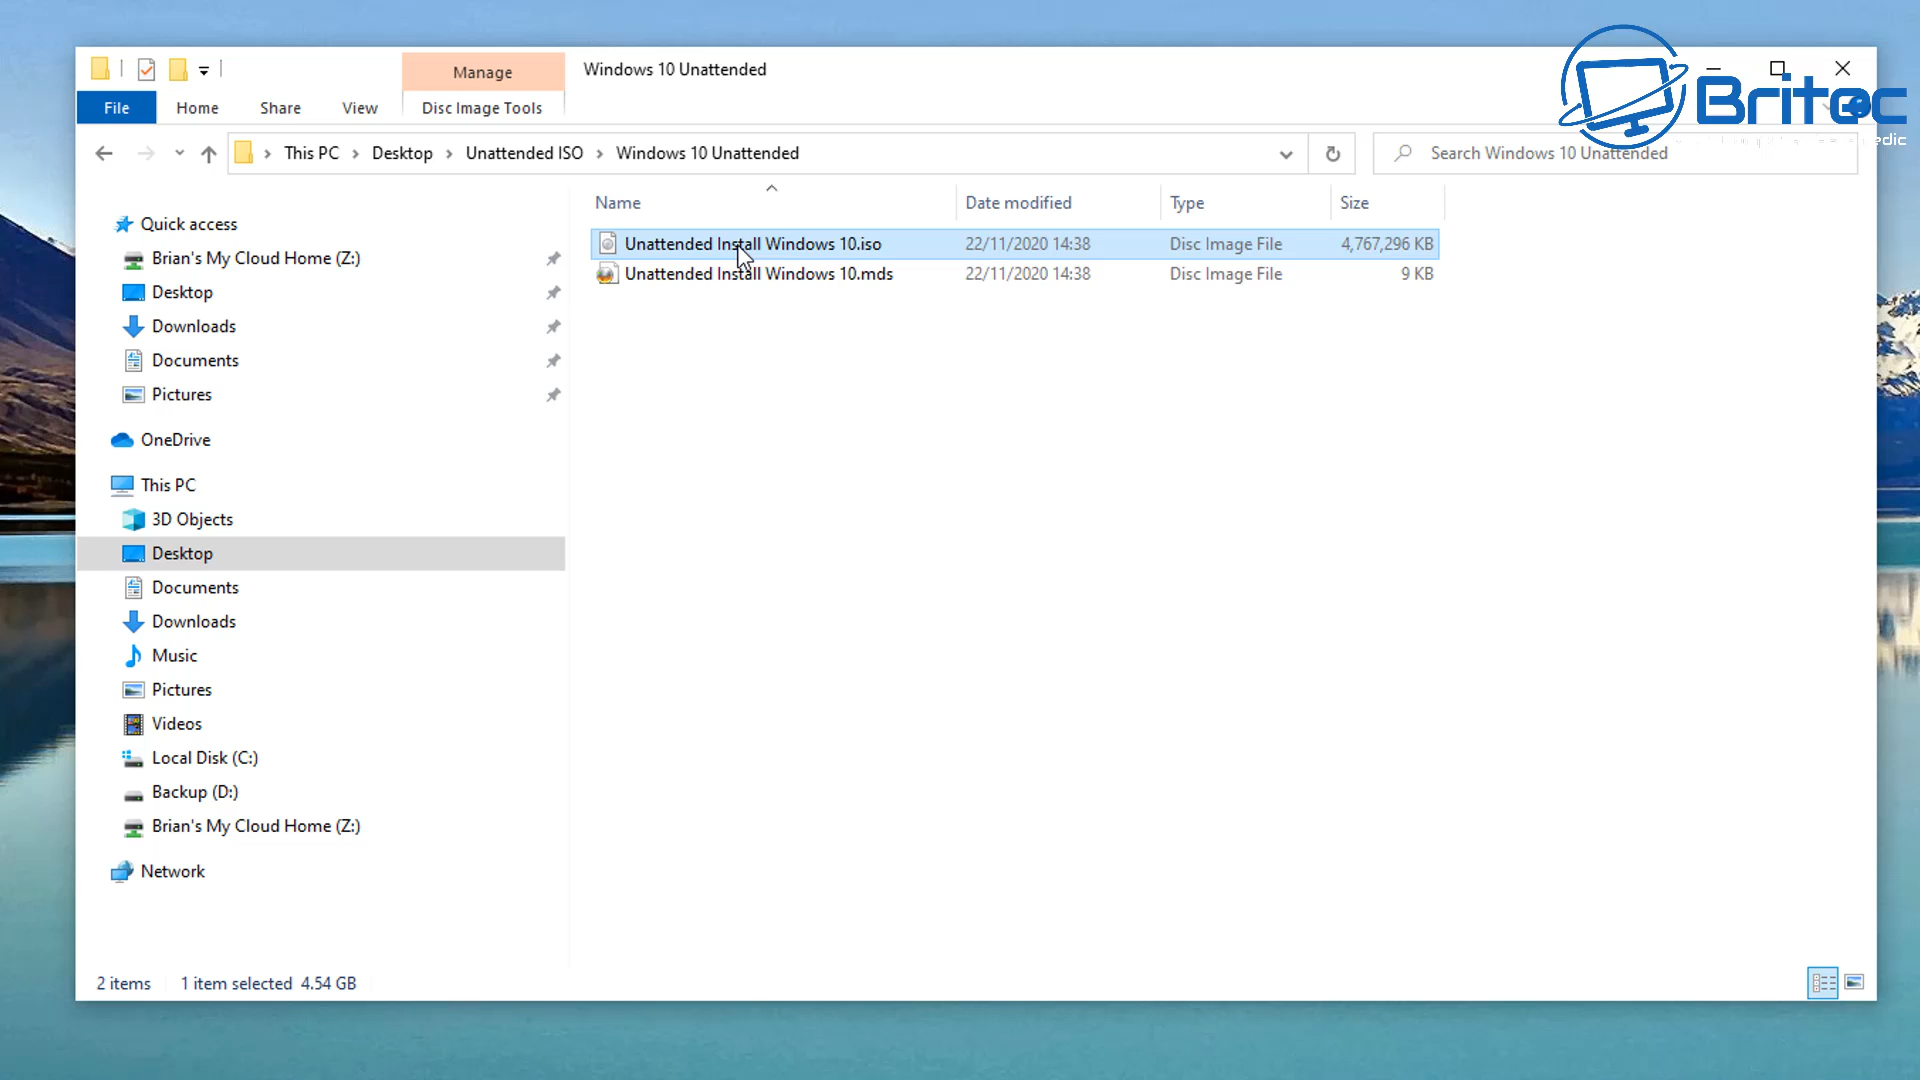 Manage
Windows 10 Unattended
Britec
File
Home
Share
View
Disc Image Tools
This PC
Desktop
Unattended ISO
Windows 10 Unattended
Search Windows 10 Unattended
Name
Date modified
Type
Size
Unattended Install Windows 10.iso
22/11/2020 14:38
Disc Image File
4,767,296 KB
Unattended Install Windows 10.mds
22/11/2020 14:38
Disc Image File
9 KB
Quick access
Brian's My Cloud Home (Z:)
Desktop
Downloads
Documents
Pictures
OneDrive
This PC
3D Objects
Desktop
Documents
Downloads
Music
Pictures
Videos
Local Disk (C:)
Backup (D:)
Brian's My Cloud Home (Z:)
Network
2 items
1 item selected 4.54 GB